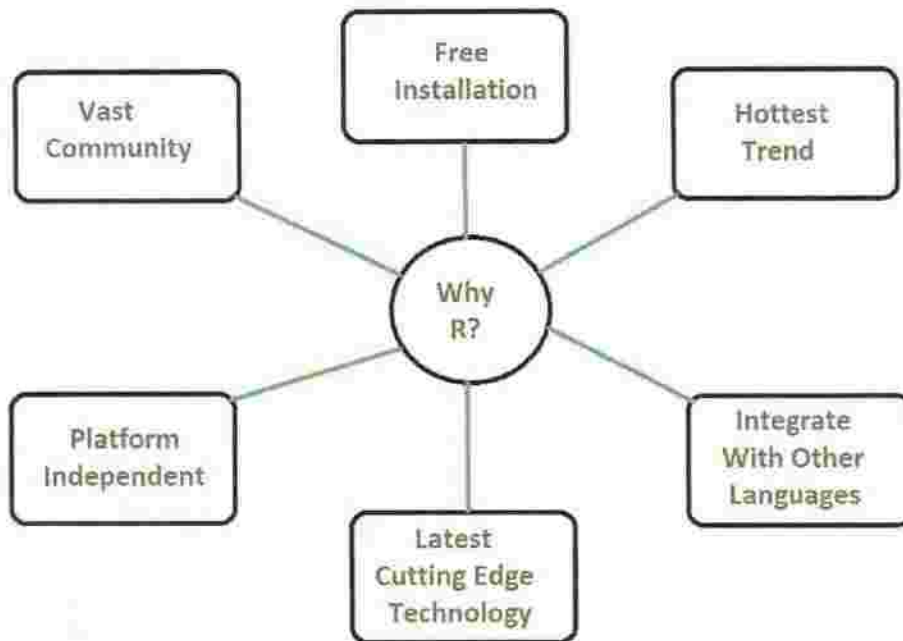 Free
Installation
Vast
Community
Hottest
Trend
Why
R?
Platform
Independent
Integrate
With Other
Languages
Latest
Cutting Edge
Technology